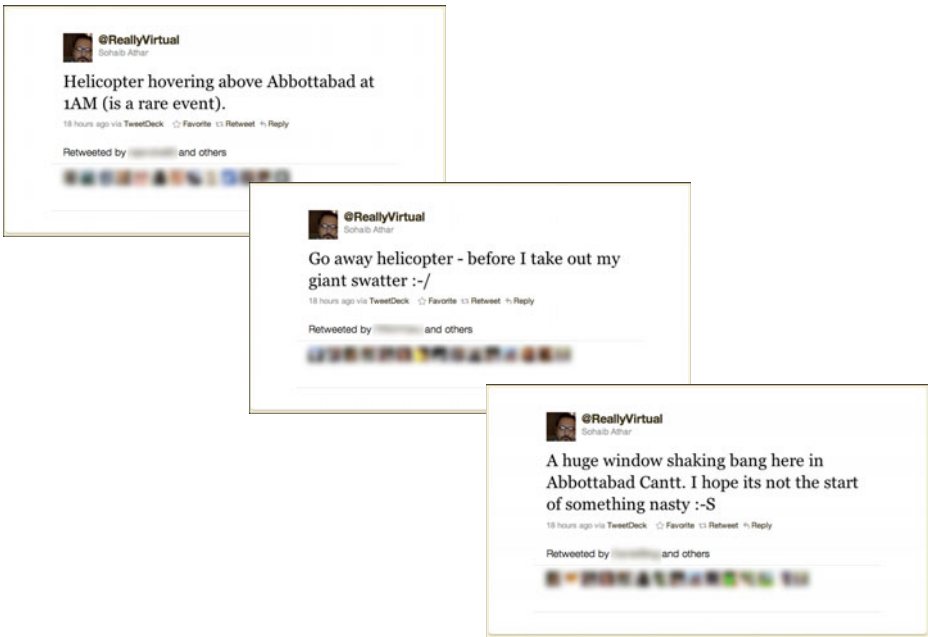 @ReallyVirtual
Sohaib Athar
Helicopter hovering above Abbottabad at
1AM (is a rare event).
18 hours ago via TweetDeck Favorite Retweet Reply
Retweeted by and others
@ReallyVirtual
Sohaib Athar
Go away helicopter - before I take out my
giant swatter :-/
18 hours ago via TweetDeck Favorite Retweet Reply
Retweeted by and others
@ReallyVirtual
Sohaib Athar
A huge window shaking bang here in
Abbottabad Cantt. I hope its not the start
of something nasty :-S
18 hours ago via TweetDeck Favorite Retweet Reply
Retweeted by and others